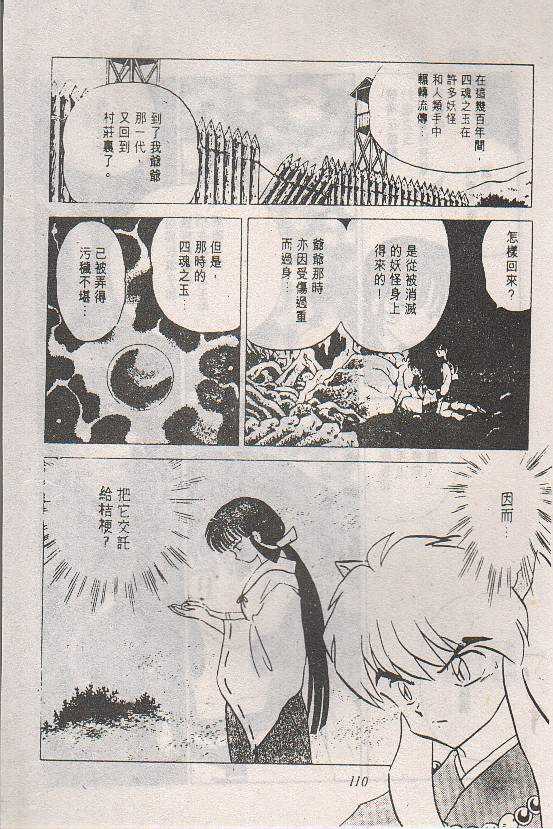 在這幾百年間，
四魂之玉在
許多妖怪
和人類手中
輾轉流傳…
到了我爺爺
那一代、
又回到
村莊裏了。
怎樣回來？
是從被消滅
的妖怪身上
得來的！
爺爺那時
亦因受傷過重
而過身…
但是，
那時的
四魂之玉…
已被弄得
污穢不堪…
因而…
把它交託
給桔梗？
110